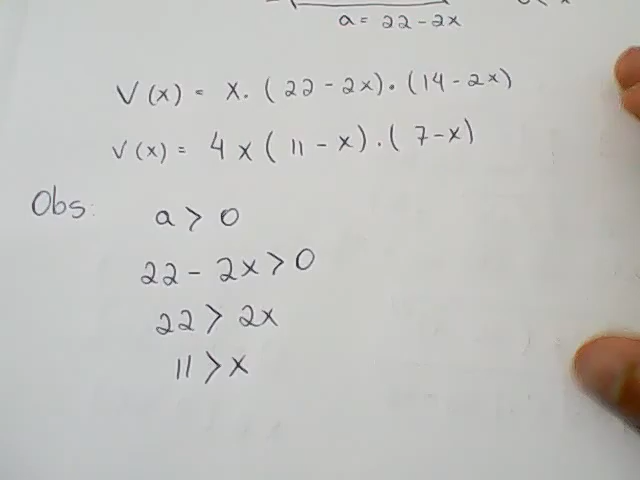 a = 22 - 2x
V(x) = x. (22 - 2x). (14 - 2x)
V(x) = 4x(11 - x).(7-x)
Obs:
a > 0
22 - 2x > 0
22 > 2x
11 > x